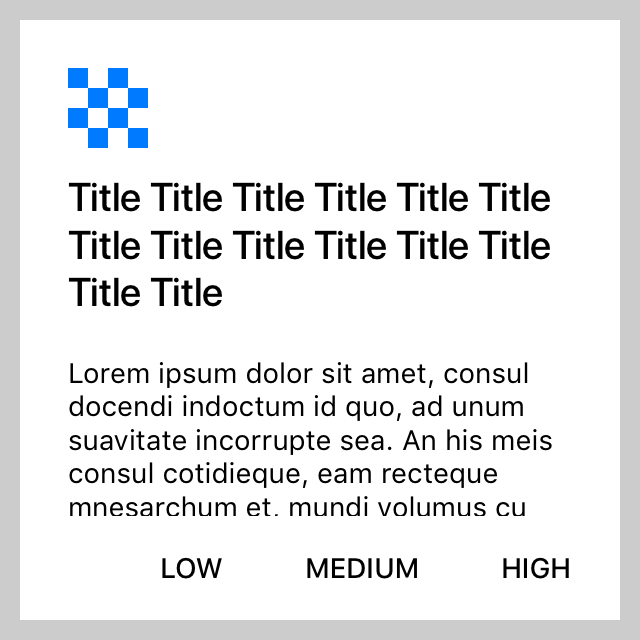 Title Title Title Title Title Title
Title Title Title Title Title Title
Title Title
Lorem ipsum dolor sit amet, consul
docendi indoctum id quo, ad unum
suavitate incorrupte sea. An his meis
consul cotidieque, eam recteque
mnesarchum et, mundi volumus cu
LOW MEDIUM HIGH